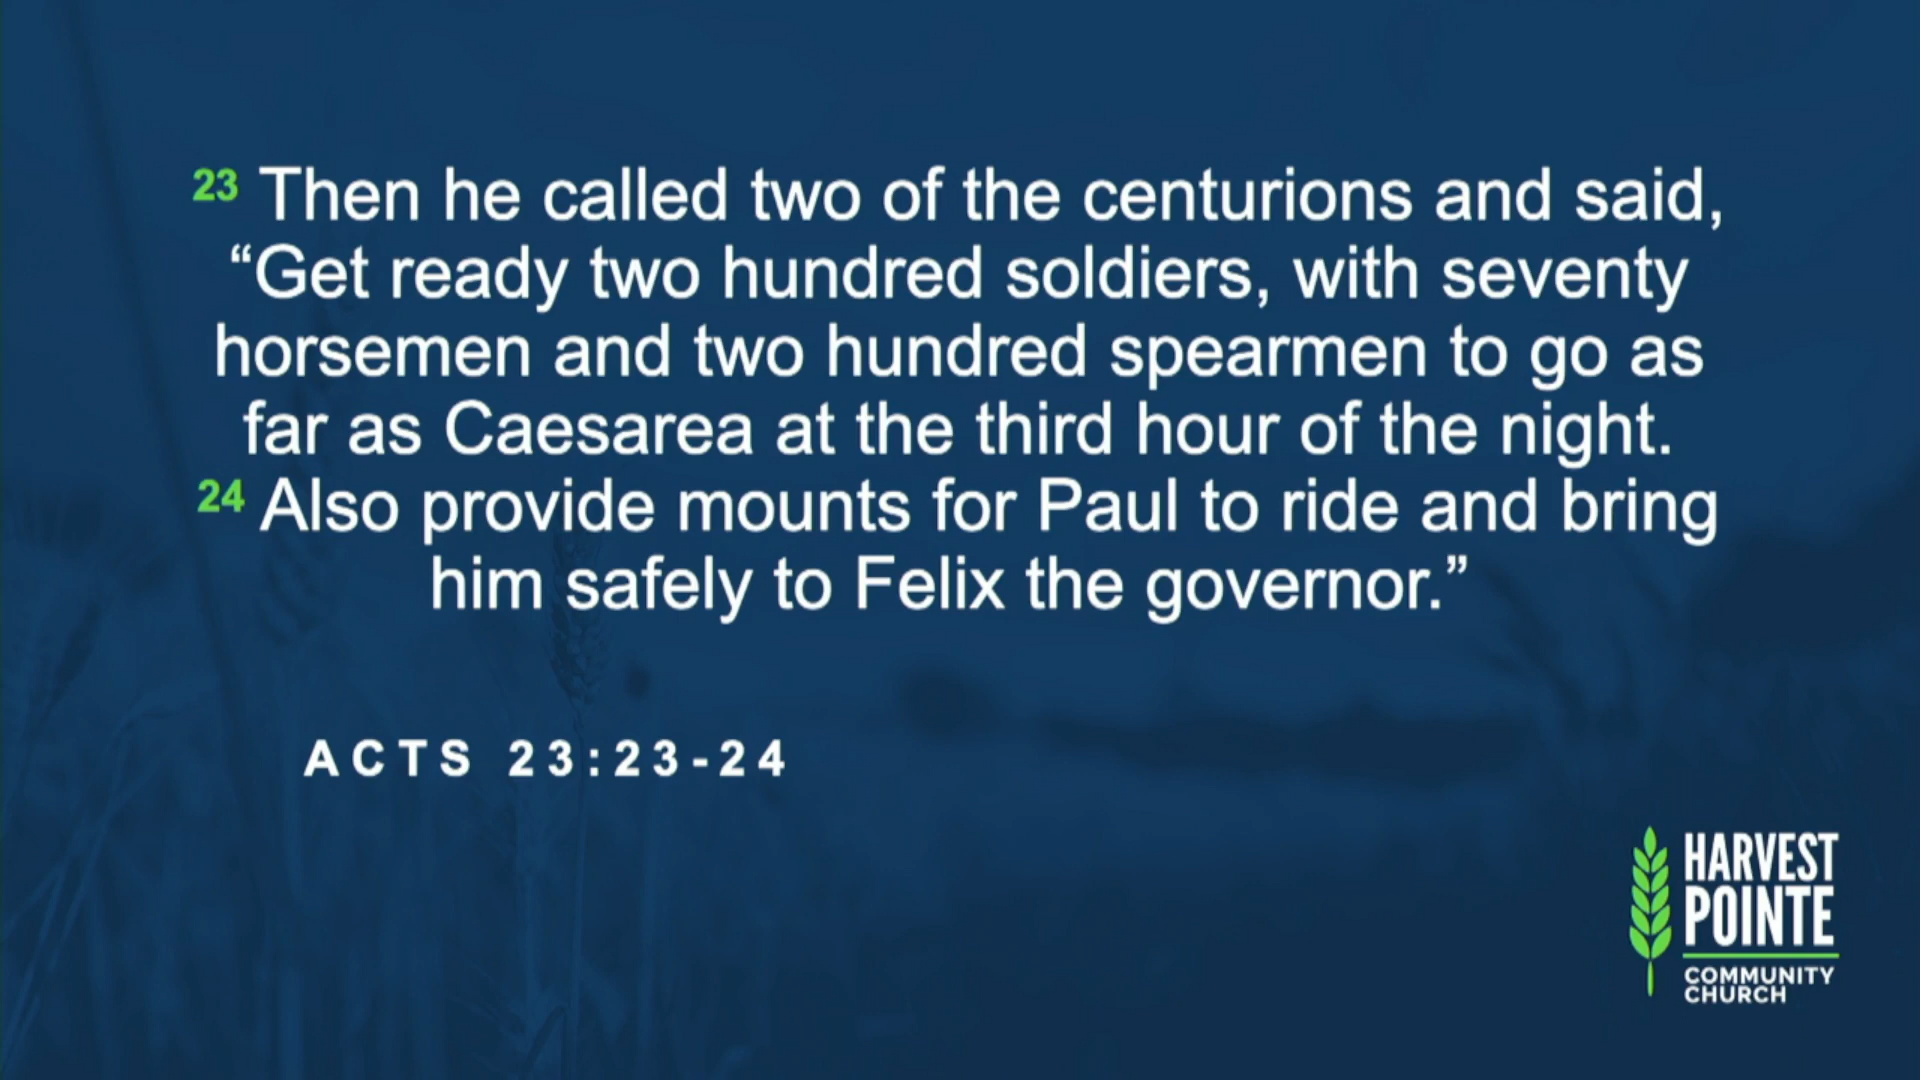 23 Then he called two of the centurions and said,
“Get ready two hundred soldiers, with seventy
horsemen and two hundred spearmen to go as
far as Caesarea at the third hour of the night.
24 Also provide mounts for Paul to ride and bring
him safely to Felix the governor.”
ACTS 23:23-24
HARVEST
POINTE
COMMUNITY
CHURCH